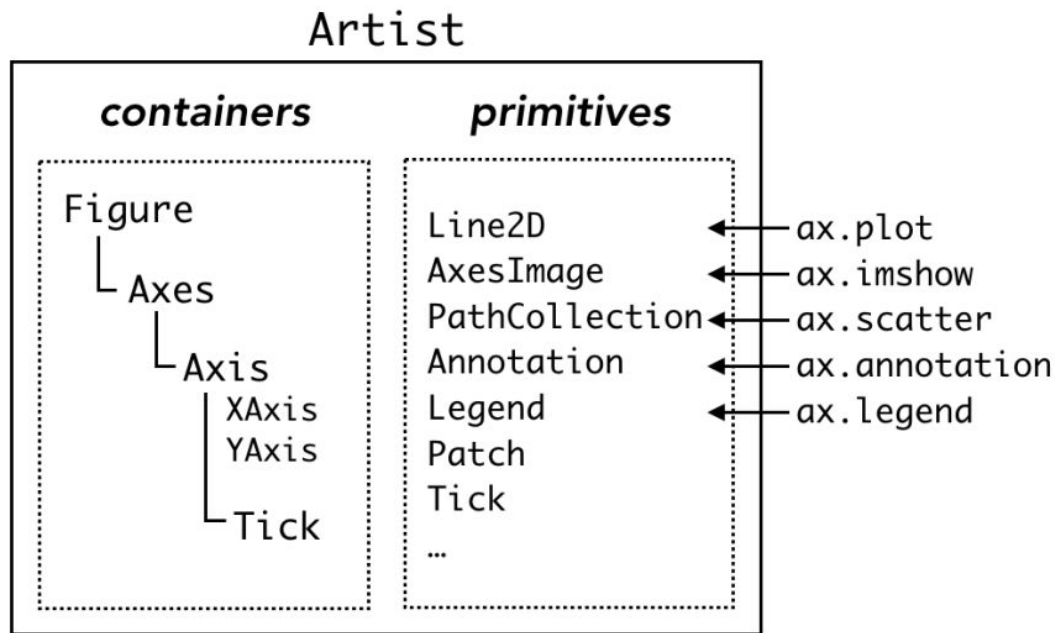 Artist
containers
Figure
Axes
Axis
XAxis
YAxis
Tick
primitives
Line2D
AxesImage
PathCollection
Annotation
Legend
Patch
Tick
…
ax.plot
ax.imshow
ax.scatter
ax.annotation
ax.legend